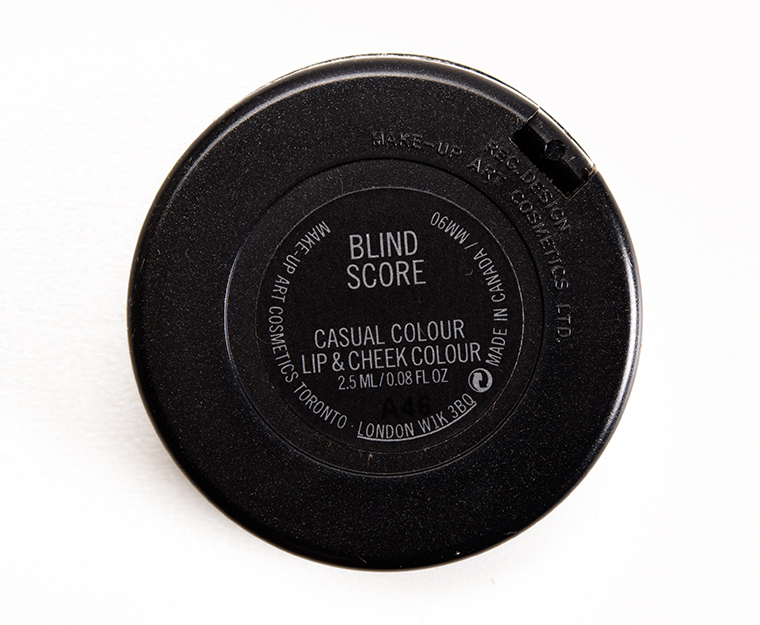 MAKE-UP ART COSMETICS LTD.
REG. DESIGN
BLIND
SCORE
CASUAL COLOUR
LIP & CHEEK COLOUR
2.5 ML / 0.08 FL OZ
A46
MAKE-UP ART COSMETICS TORONTO · LONDON W1K 3BQ
MADE IN CANADA / MM90